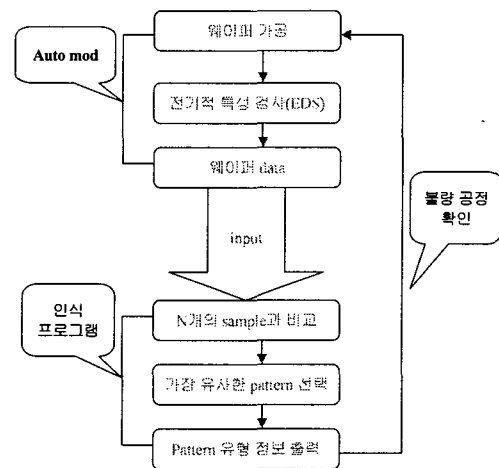 웨이퍼 가공
Auto mod
전기적 특성 검사(EDS)
웨이퍼 data
불량 공정
확인
input
인식
프로그램
N개의 sample과 비교
가장 유사한 pattern 선택
Pattern 유형 정보 출력